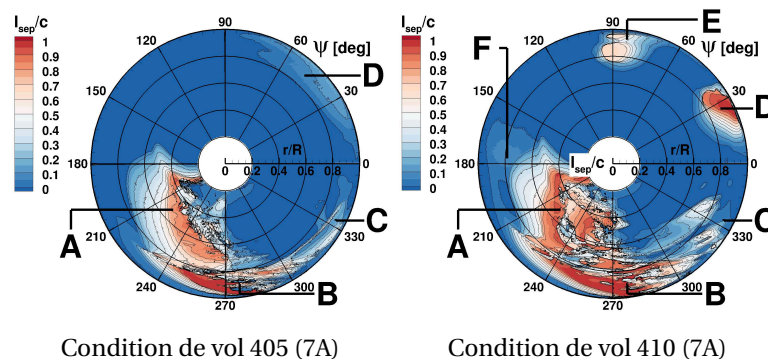 l_sep/c
1
0.9
0.8
0.7
0.6
0.5
0.4
0.3
0.2
0.1
0
90
120
60
Ψ [deg]
150
30
D
r/R
180
0 0.2 0.4 0.6 0.8
0
A
C
210
330
240
B
300
270
Condition de vol 405 (7A)
l_sep/c
1
0.9
0.8
0.7
0.6
0.5
0.4
0.3
0.2
0.1
0
90
E
120
60
Ψ [deg]
F
150
30
D
l_sep/c
r/R
180
0 0.2 0.4 0.6 0.8
0
A
C
210
330
240
B
300
270
Condition de vol 410 (7A)